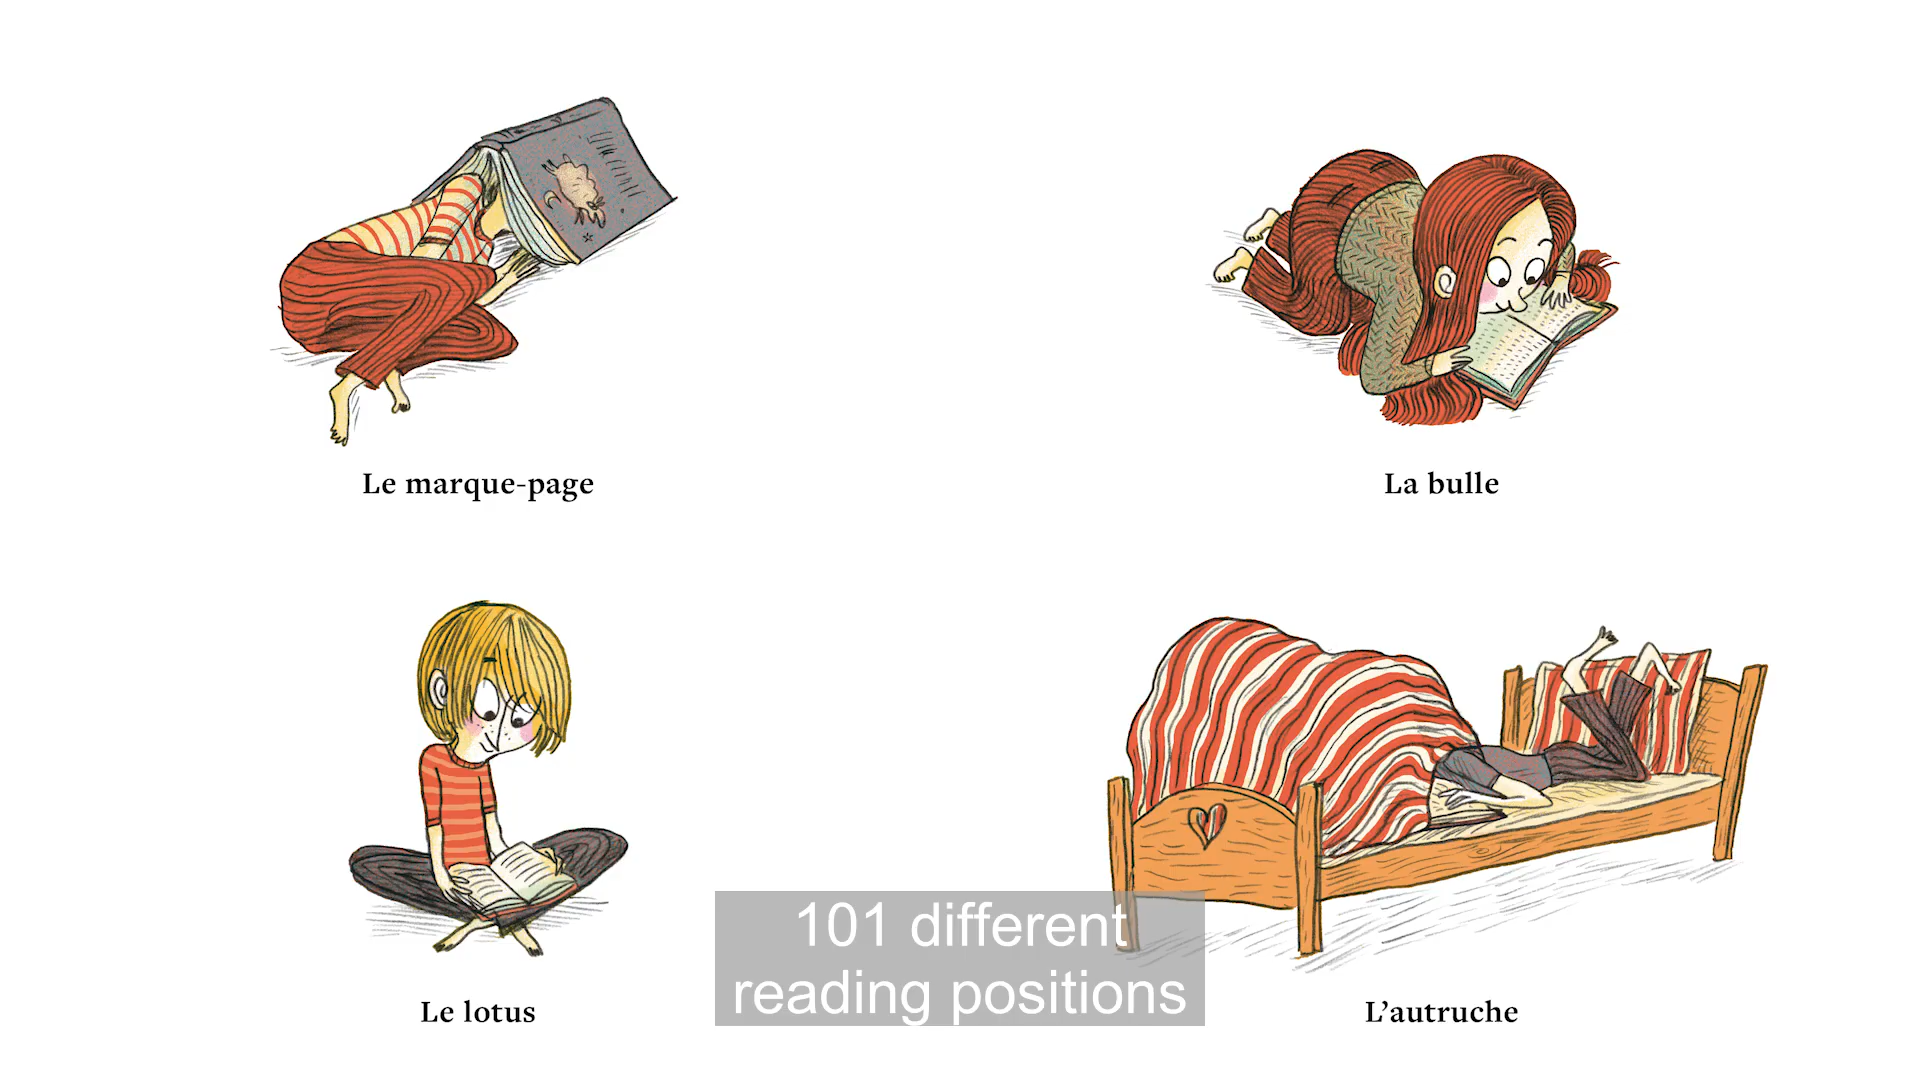 Le marque-page
La bulle
Le lotus
L’autruche
101 different
reading positions